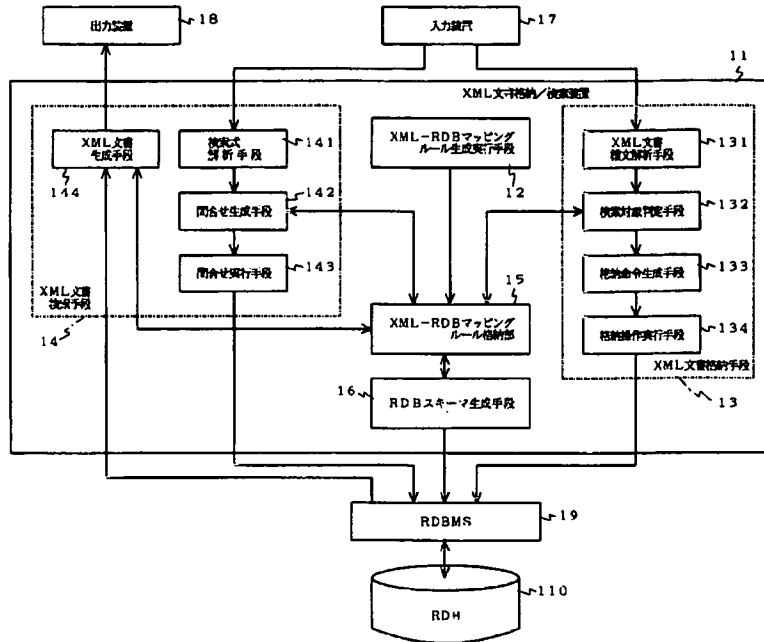 出力装置
18
入力装置
17
11
XML文書格納/検索装置
XML文書
生成手段
144
検索式
解析手段
141
XML-RDBマッピング
ルール生成実行手段
12
XML文書
構文解析手段
131
問合せ生成手段
142
検索対象判定手段
132
問合せ実行手段
143
格納命令生成手段
133
XML文書
検索手段
14
15
XML-RDBマッピング
ルール格納部
格納操作実行手段
134
XML文書格納手段
13
16
RDBスキーマ生成手段
RDBMS
19
RDH
110